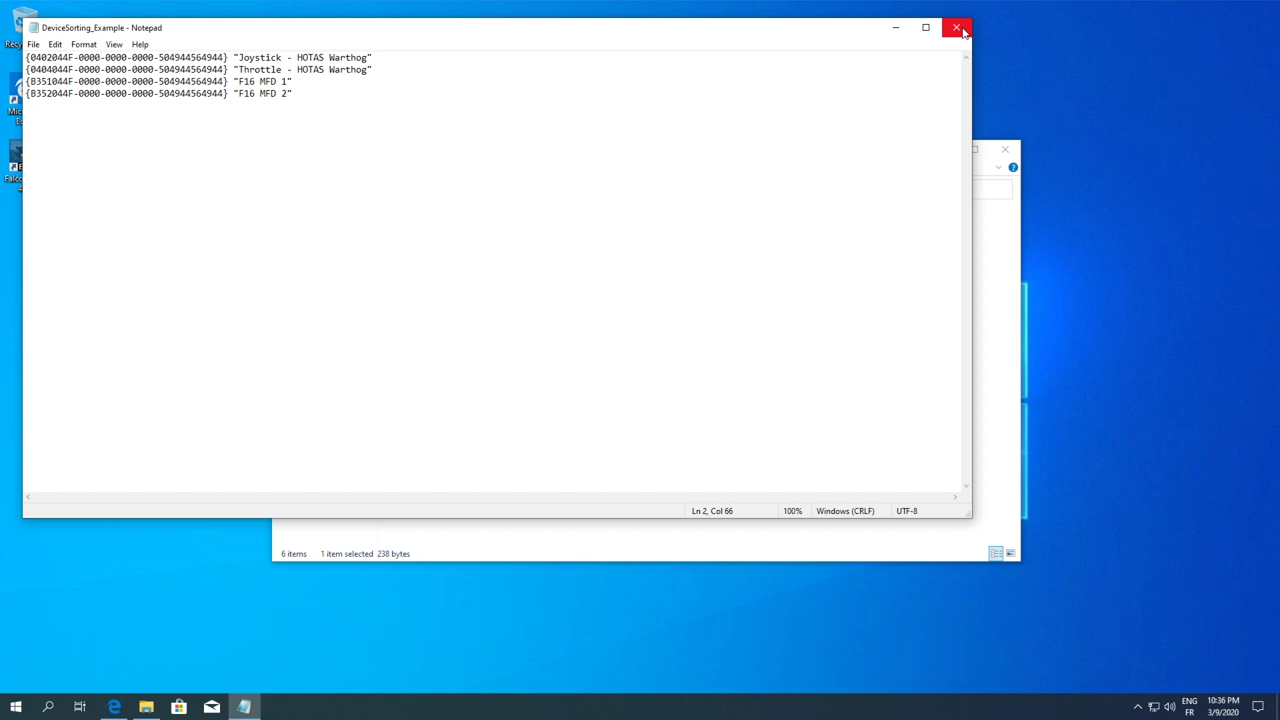 DeviceSorting_Example - Notepad
File Edit Format View Help
{0402044F-0000-0000-0000-504944564944} "Joystick - HOTAS Warthog"
{0404044F-0000-0000-0000-504944564944} "Throttle - HOTAS Warthog"
{B351044F-0000-0000-0000-504944564944} "F16 MFD 1"
{B352044F-0000-0000-0000-504944564944} "F16 MFD 2"
Ln 2, Col 66 100% Windows (CRLF) UTF-8
6 items 1 item selected 238 bytes
ENG
FR
10:36 PM
3/9/2020